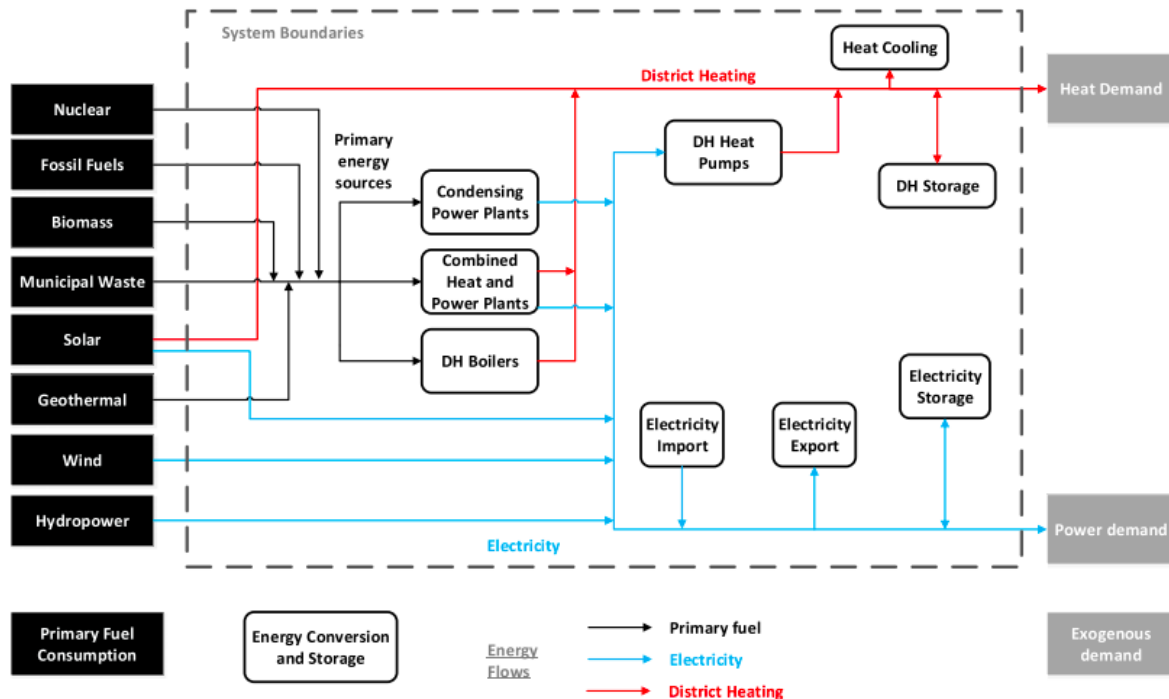 System Boundaries
Heat Cooling
District Heating
Heat Demand
Nuclear
Primary
energy
sources
DH Heat
Pumps
Fossil Fuels
Condensing
Power Plants
DH Storage
Biomass
Municipal Waste
Combined
Heat and
Power Plants
Solar
DH Boilers
Geothermal
Electricity
Storage
Electricity
Import
Electricity
Export
Wind
Hydropower
Electricity
Power demand
Primary Fuel
Consumption
Energy Conversion
and Storage
Energy
Flows
Primary fuel
Electricity
District Heating
Exogenous
demand